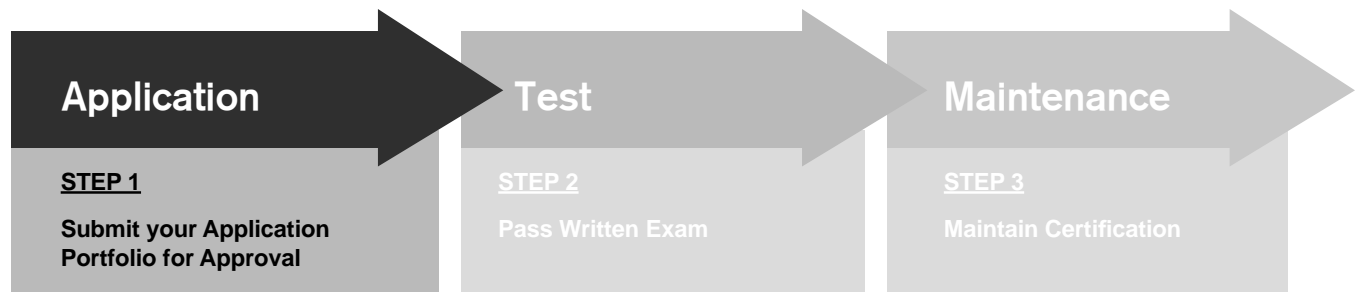 Application
STEP 1
Submit your Application
Portfolio for Approval
Test
STEP 2
Pass Written Exam
Maintenance
STEP 3
Maintain Certification